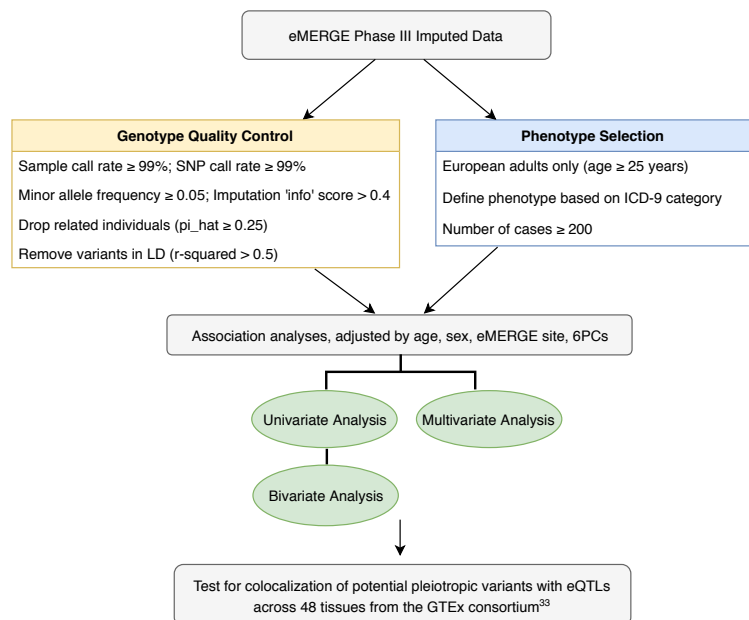 eMERGE Phase III Imputed Data
Genotype Quality Control
Sample call rate ≥ 99%; SNP call rate ≥ 99%
Minor allele frequency ≥ 0.05; Imputation 'info' score > 0.4
Drop related individuals (pi_hat ≥ 0.25)
Remove variants in LD (r-squared > 0.5)
Phenotype Selection
European adults only (age ≥ 25 years)
Define phenotype based on ICD-9 category
Number of cases ≥ 200
Association analyses, adjusted by age, sex, eMERGE site, 6PCs
Univariate Analysis
Multivariate Analysis
Bivariate Analysis
Test for colocalization of potential pleiotropic variants with eQTLs
across 48 tissues from the GTEx consortium³³